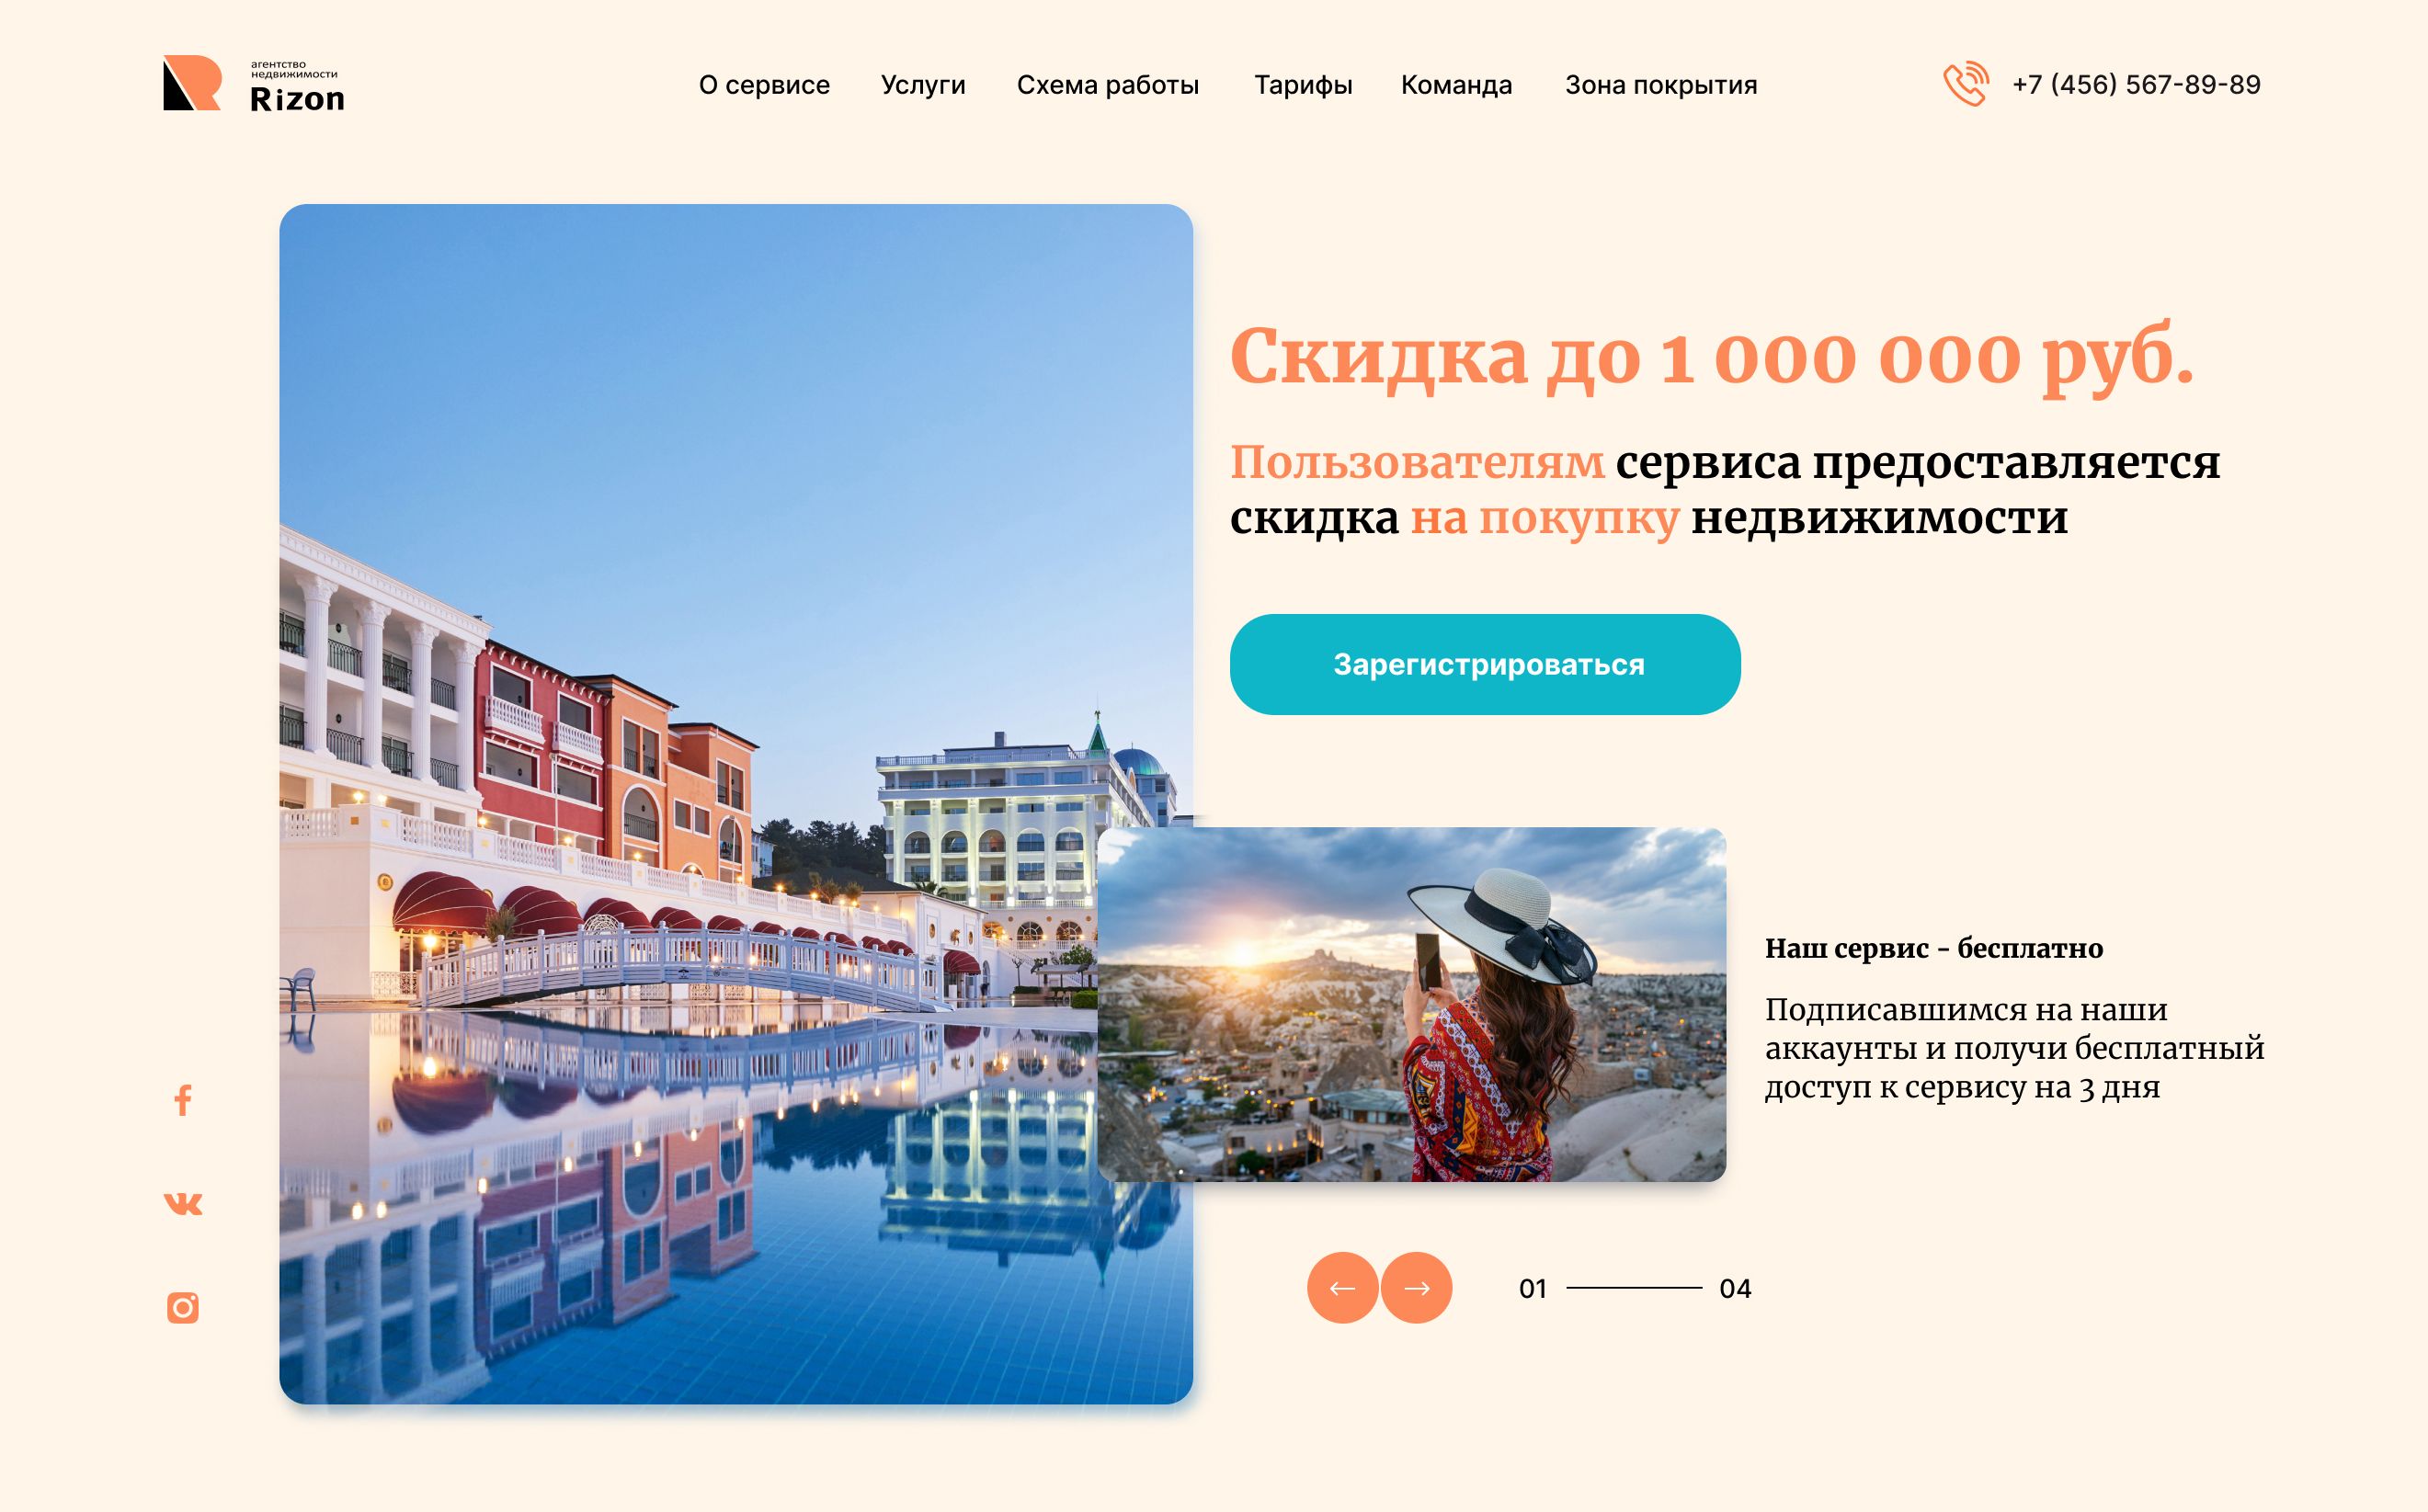 агентство
недвижимости
Rizon
О сервисе Услуги Схема работы Тарифы Команда Зона покрытия
+7 (456) 567-89-89
Скидка до 1 000 000 руб.
Пользователям сервиса предоставляется
скидка на покупку недвижимости
Зарегистрироваться
Наш сервис - бесплатно
Подписавшимся на наши
аккаунты и получи бесплатный
доступ к сервису на 3 дня
01 04